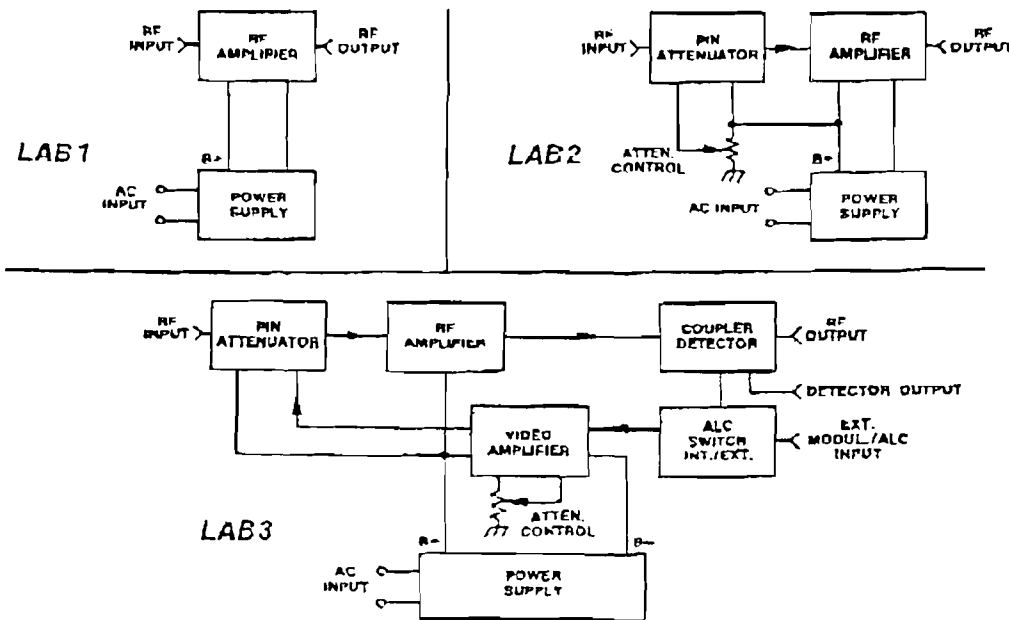 RF
INPUT
RF
AMPLIFIER
RF
OUTPUT
LAB1
B+
AC
INPUT
POWER
SUPPLY
RF
INPUT
PIN
ATTENUATOR
RF
AMPLIFIER
RF
OUTPUT
LAB2
ATTEN.
CONTROL
B+
AC INPUT
POWER
SUPPLY
RF
INPUT
PIN
ATTENUATOR
RF
AMPLIFIER
COUPLER
DETECTOR
RF
OUTPUT
DETECTOR OUTPUT
VIDEO
AMPLIFIER
ALC
SWITCH
INT./EXT.
EXT.
MODUL./ALC
INPUT
ATTEN.
CONTROL
LAB3
B+
B-
AC
INPUT
POWER
SUPPLY